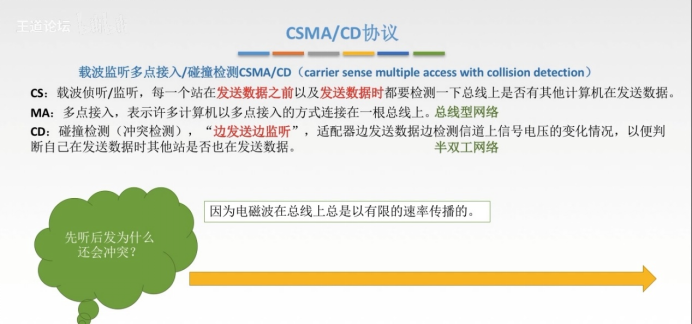 王道论坛
CSMA/CD协议
载波监听多点接入/碰撞检测CSMA/CD（carrier sense multiple access with collision detection）
CS：载波侦听/监听，每一个站在发送数据之前以及发送数据时都要检测一下总线上是否有其他计算机在发送数据。
MA：多点接入，表示许多计算机以多点接入的方式连接在一根总线上。总线型网络
CD：碰撞检测（冲突检测），“边发送边监听”，适配器边发送数据边检测信道上信号电压的变化情况，以便判
断自己在发送数据时其他站是否也在发送数据。 半双工网络
先听后发为什么
还会冲突？
因为电磁波在总线上总是以有限的速率传播的。